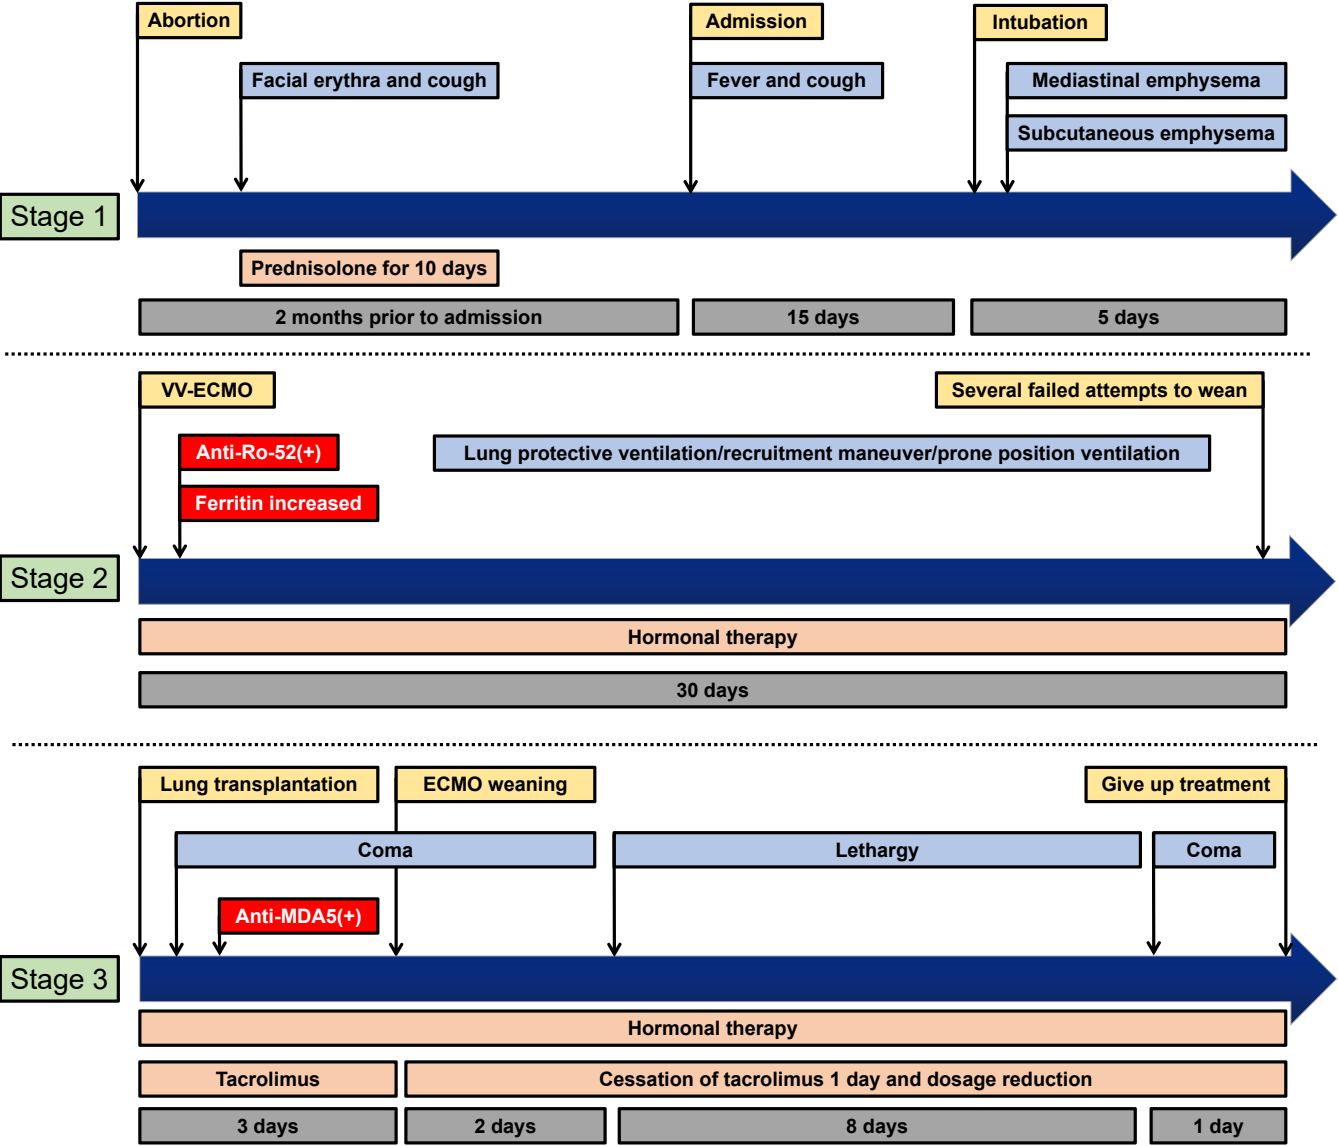 Abortion
Admission
Intubation
Facial erythra and cough
Fever and cough
Mediastinal emphysema
Subcutaneous emphysema
Stage 1
Prednisolone for 10 days
2 months prior to admission
15 days
5 days
VV-ECMO
Several failed attempts to wean
Anti-Ro-52(+)
Lung protective ventilation/recruitment maneuver/prone position ventilation
Ferritin increased
Stage 2
Hormonal therapy
30 days
Lung transplantation
ECMO weaning
Give up treatment
Coma
Lethargy
Coma
Anti-MDA5(+)
Stage 3
Hormonal therapy
Tacrolimus
Cessation of tacrolimus 1 day and dosage reduction
3 days
2 days
8 days
1 day